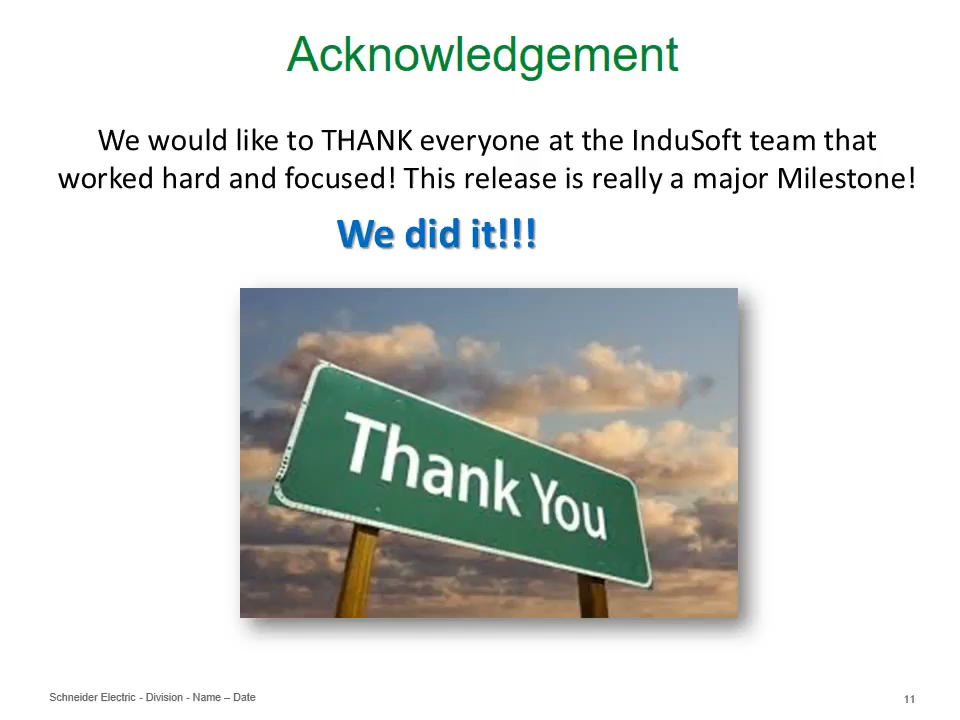 Acknowledgement
We would like to THANK everyone at the InduSoft team that
worked hard and focused! This release is really a major Milestone!
We did it!!!
Thank You
Schneider Electric - Division - Name – Date
11